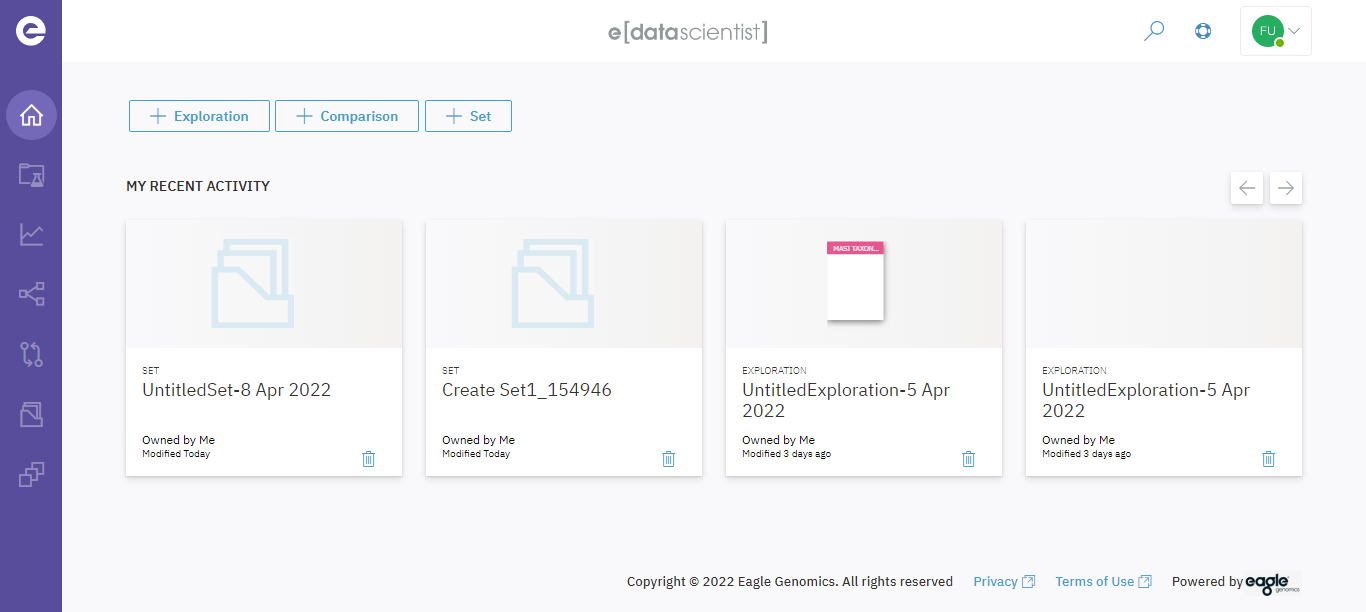 e[datascientist]
FU
Exploration
Comparison
Set
MY RECENT ACTIVITY
SET
UntitledSet-8 Apr 2022
Owned by Me
Modified Today
SET
Create Set1_154946
Owned by Me
Modified Today
MASI TAXON...
EXPLORATION
UntitledExploration-5 Apr
2022
Owned by Me
Modified 3 days ago
EXPLORATION
UntitledExploration-5 Apr
2022
Owned by Me
Modified 3 days ago
Copyright © 2022 Eagle Genomics. All rights reserved Privacy Terms of Use Powered by eagle genomics